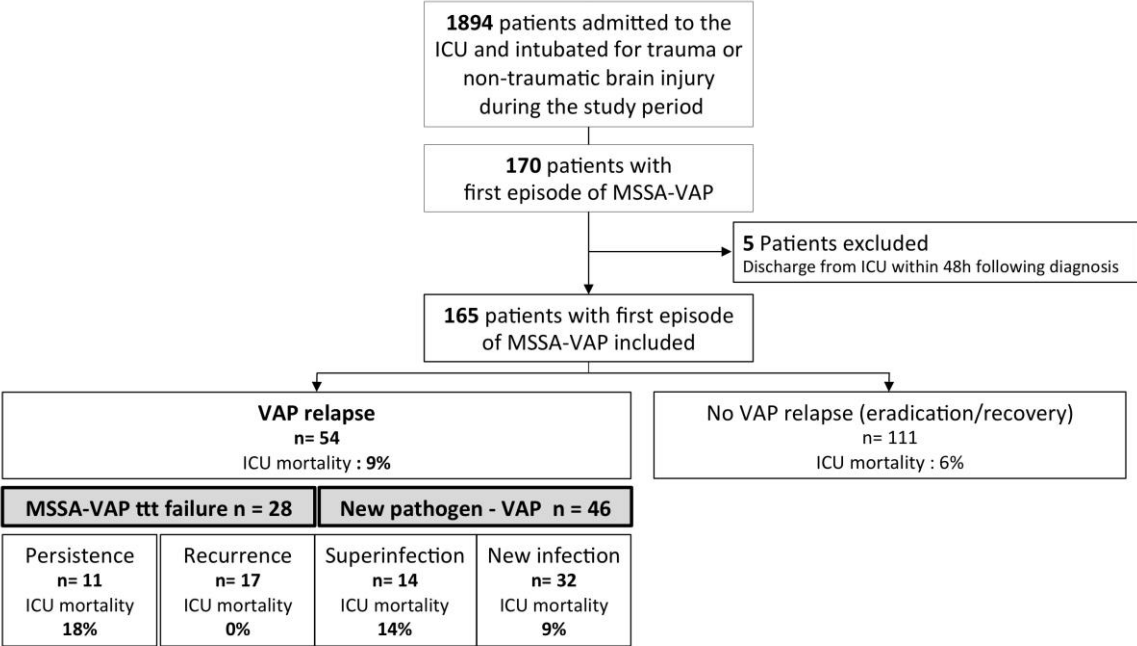 1894 patients admitted to the
ICU and intubated for trauma or
non-traumatic brain injury
during the study period
170 patients with
first episode of MSSA-VAP
5 Patients excluded
Discharge from ICU within 48h following diagnosis
165 patients with first episode
of MSSA-VAP included
VAP relapse
n= 54
ICU mortality : 9%
No VAP relapse (eradication/recovery)
n= 111
ICU mortality : 6%
MSSA-VAP ttt failure n = 28
New pathogen - VAP n = 46
Persistence
n= 11
ICU mortality
18%
Recurrence
n= 17
ICU mortality
0%
Superinfection
n= 14
ICU mortality
14%
New infection
n= 32
ICU mortality
9%